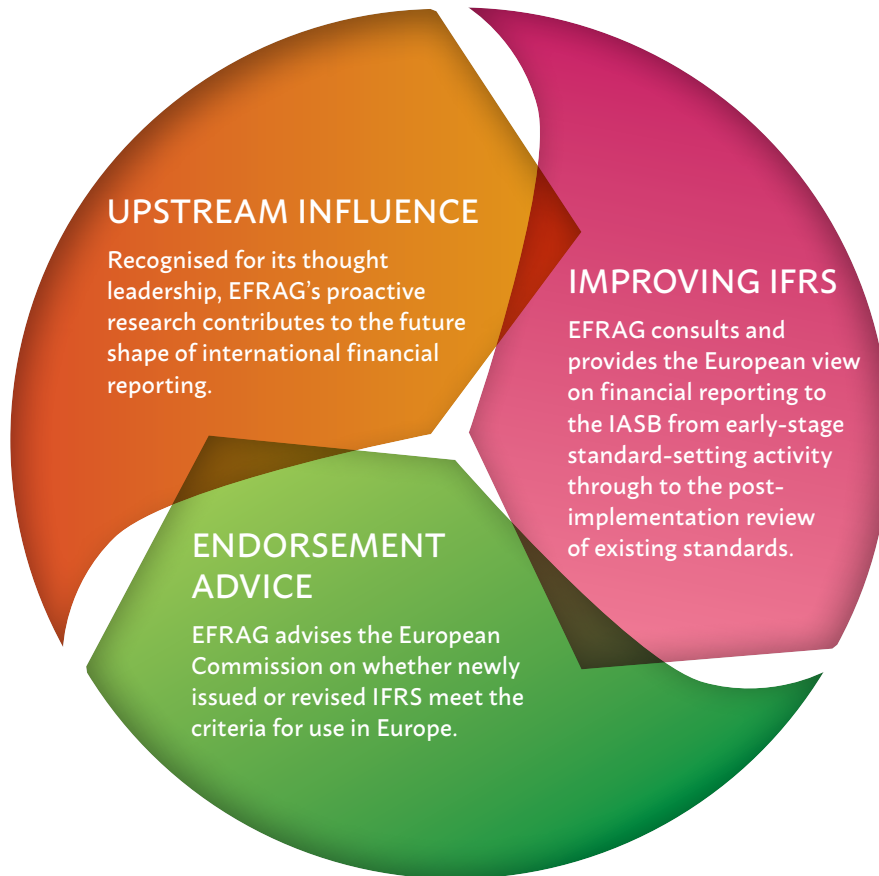 UPSTREAM INFLUENCE
Recognised for its thought
leadership, EFRAG’s proactive
research contributes to the future
shape of international financial
reporting.
IMPROVING IFRS
EFRAG consults and
provides the European view
on financial reporting to
the IASB from early-stage
standard-setting activity
through to the post-
implementation review
of existing standards.
ENDORSEMENT
ADVICE
EFRAG advises the European
Commission on whether newly
issued or revised IFRS meet the
criteria for use in Europe.